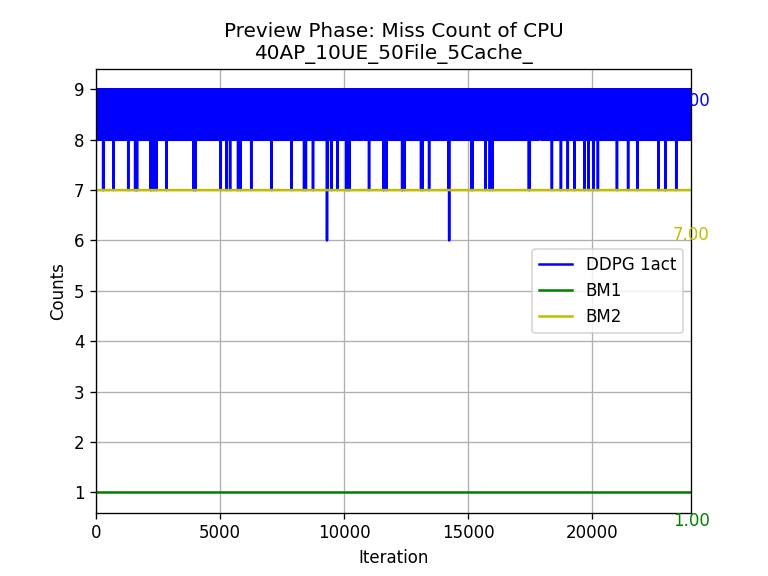 Preview Phase: Miss Count of CPU
40AP_10UE_50File_5Cache_
9
8
7
6
5
4
3
2
1
Counts
0
5000
10000
15000
20000
Iteration
7.00
1.00
DDPG 1act
BM1
BM2